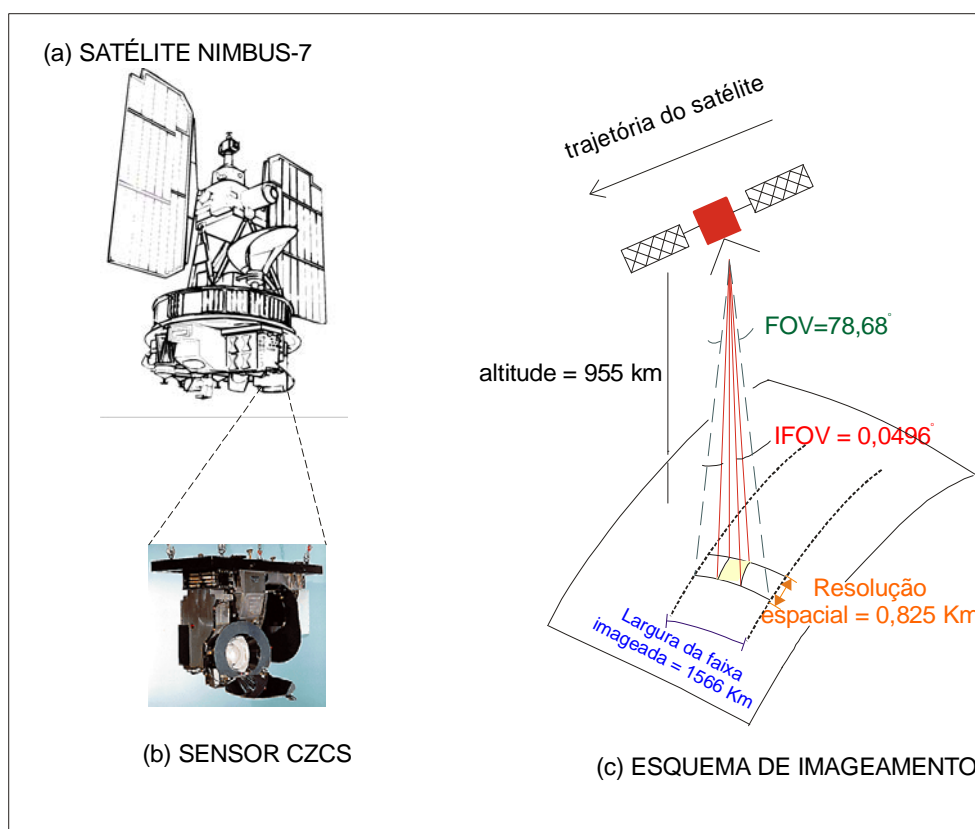 (a) SATÉLITE NIMBUS-7
trajetória do satélite
FOV=78,68°
altitude = 955 km
IFOV = 0,0496°
Resolução
espacial = 0,825 Km
Largura da faixa
imageada = 1566 Km
(b) SENSOR CZCS
(c) ESQUEMA DE IMAGEAMENTO